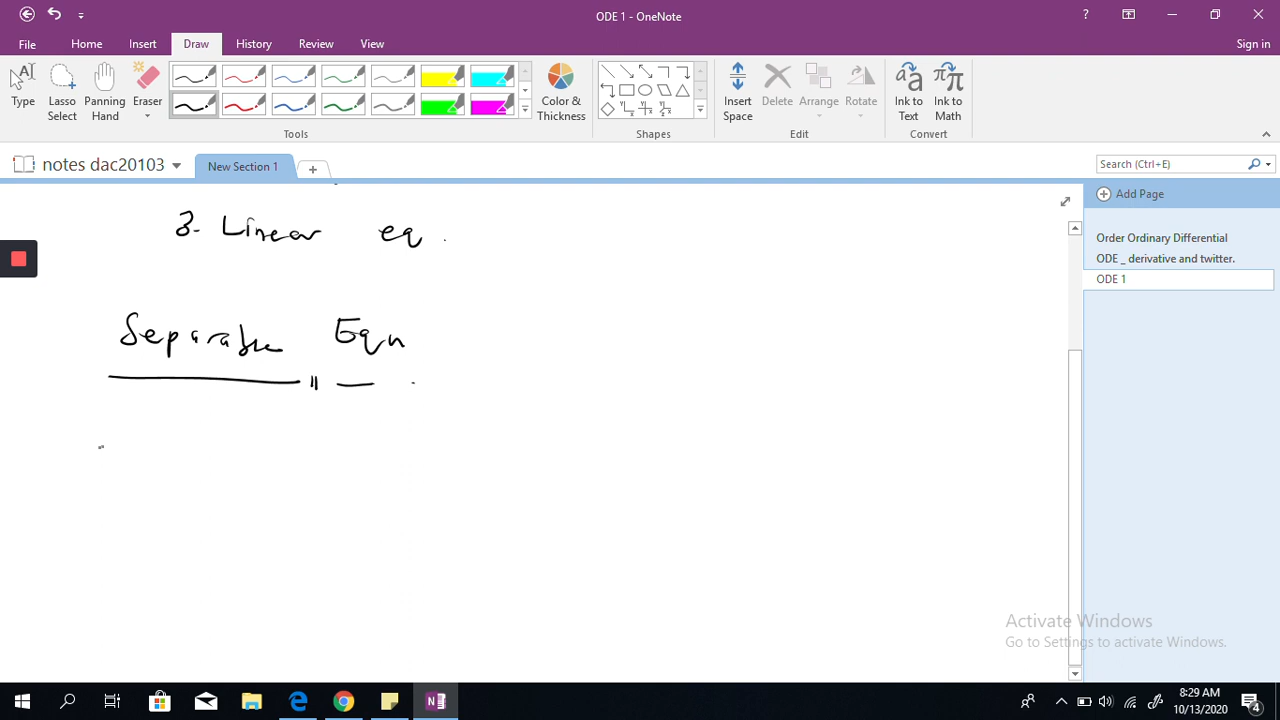 ODE 1 - OneNote
File Home Insert Draw History Review View Sign in
Type Lasso Select Panning Hand Eraser
Color & Thickness
Insert Space Delete Arrange Rotate Ink to Text Ink to Math
Tools Shapes Edit Convert
notes dac20103 New Section 1 Search (Ctrl+E)
Add Page
Order Ordinary Differential
ODE _ derivative and twitter.
ODE 1
3. Linear eq.
Separable Eqn
Activate Windows
Go to Settings to activate Windows.
8:29 AM
10/13/2020
4